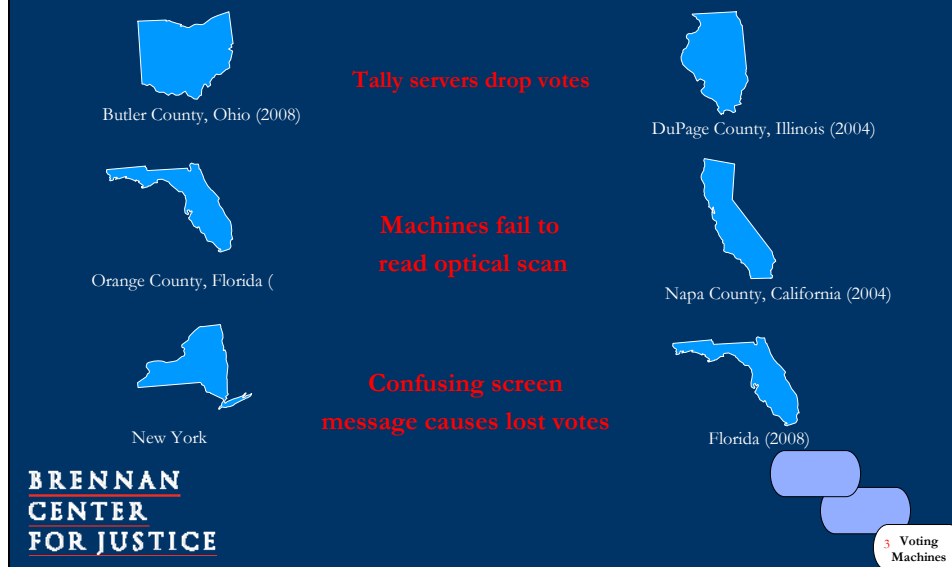 Tally servers drop votes
Butler County, Ohio (2008)
DuPage County, Illinois (2004)
Machines fail to
read optical scan
Orange County, Florida (
Napa County, California (2004)
Confusing screen
message causes lost votes
New York
Florida (2008)
BRENNAN
CENTER
FOR JUSTICE
3 Voting
Machines